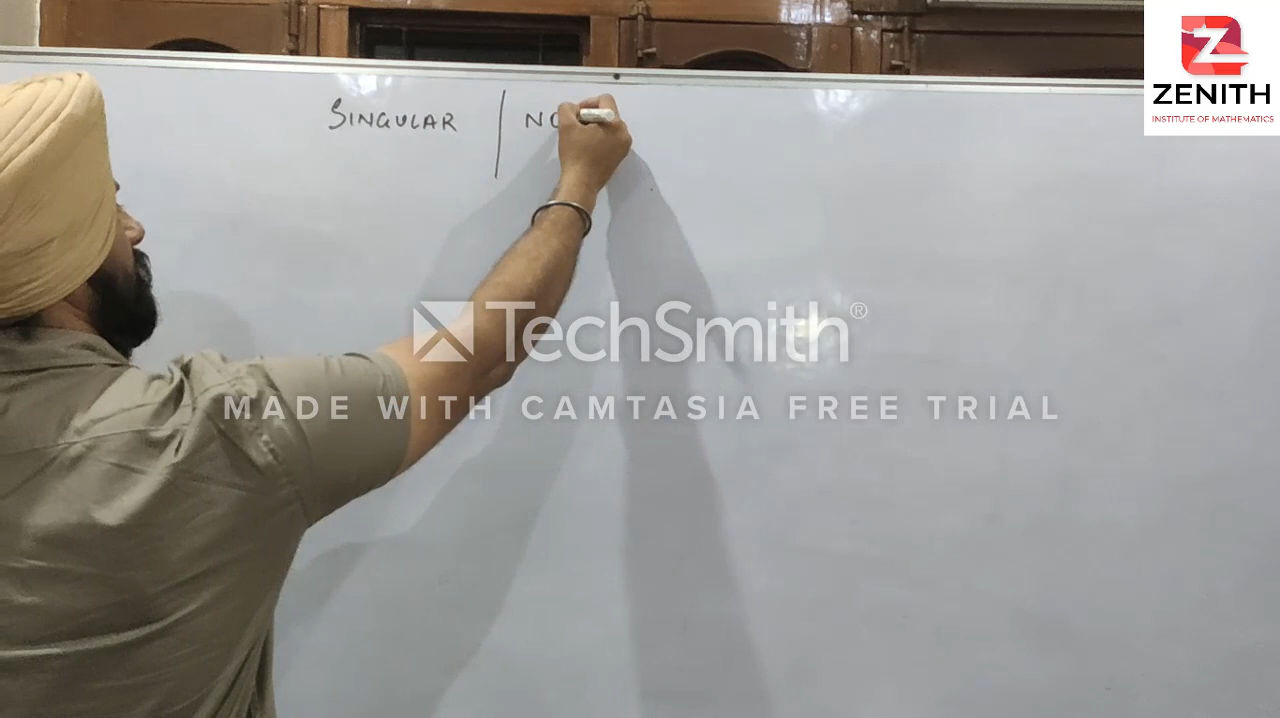 SINGULAR | NO
Z
ZENITH
INSTITUTE OF MATHEMATICS
TechSmith®
MADE WITH CAMTASIA FREE TRIAL